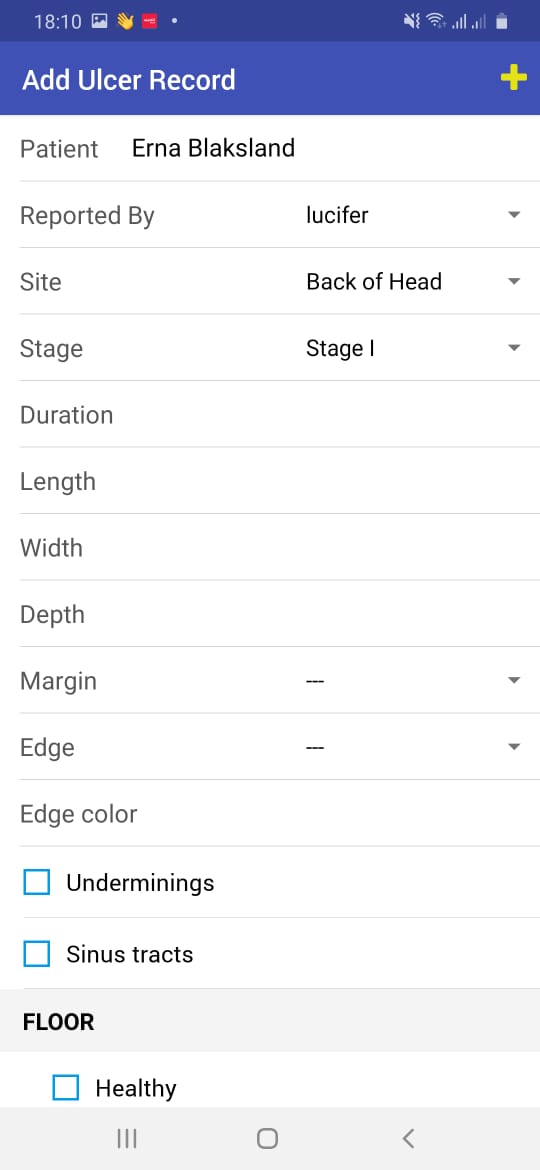 18:10
Add Ulcer Record
Patient Erna Blaksland
Reported By lucifer
Site Back of Head
Stage Stage I
Duration
Length
Width
Depth
Margin ---
Edge ---
Edge color
Underminings
Sinus tracts
FLOOR
Healthy